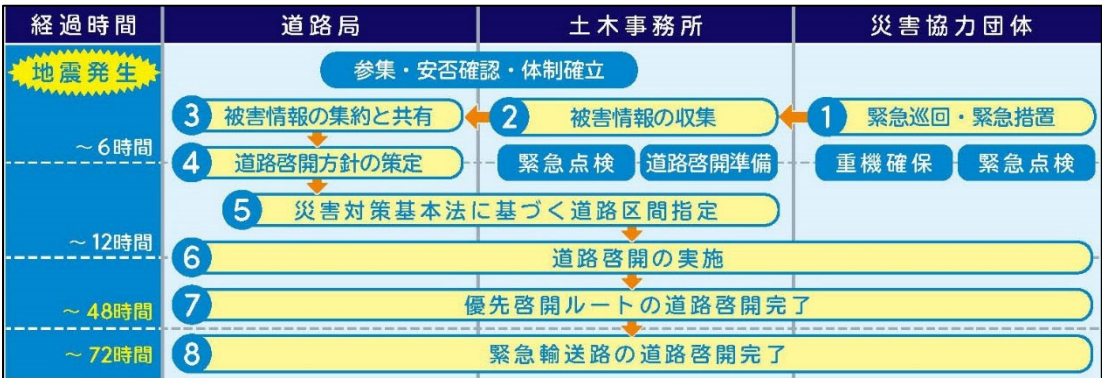 経過時間 道路局 土木事務所 災害協力団体
地震発生 参集・安否確認・体制確立
3 被害情報の集約と共有 2 被害情報の収集 1 緊急巡回・緊急措置
～6時間
4 道路啓開方針の策定 緊急点検 道路啓開準備 重機確保 緊急点検
5 災害対策基本法に基づく道路区間指定
～12時間
6 道路啓開の実施
～48時間 7 優先啓開ルートの道路啓開完了
～72時間 8 緊急輸送路の道路啓開完了